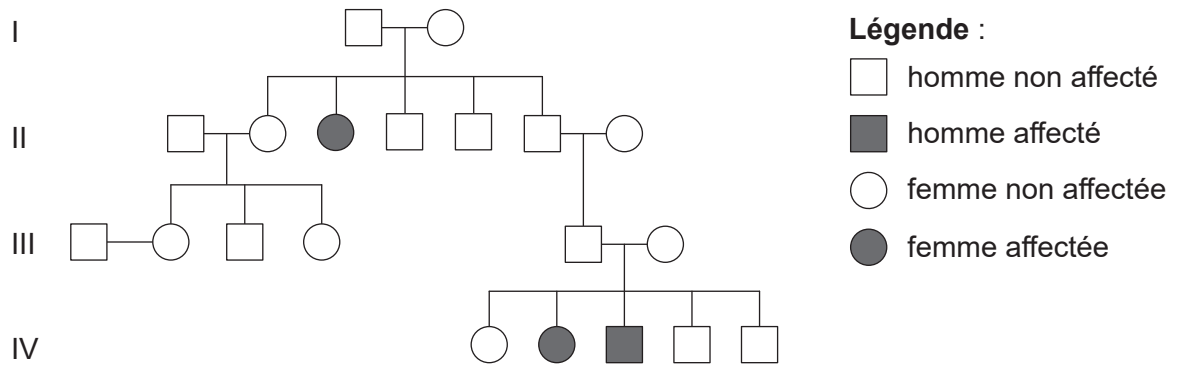 I
II
III
IV
Légende :
homme non affecté
homme affecté
femme non affectée
femme affectée